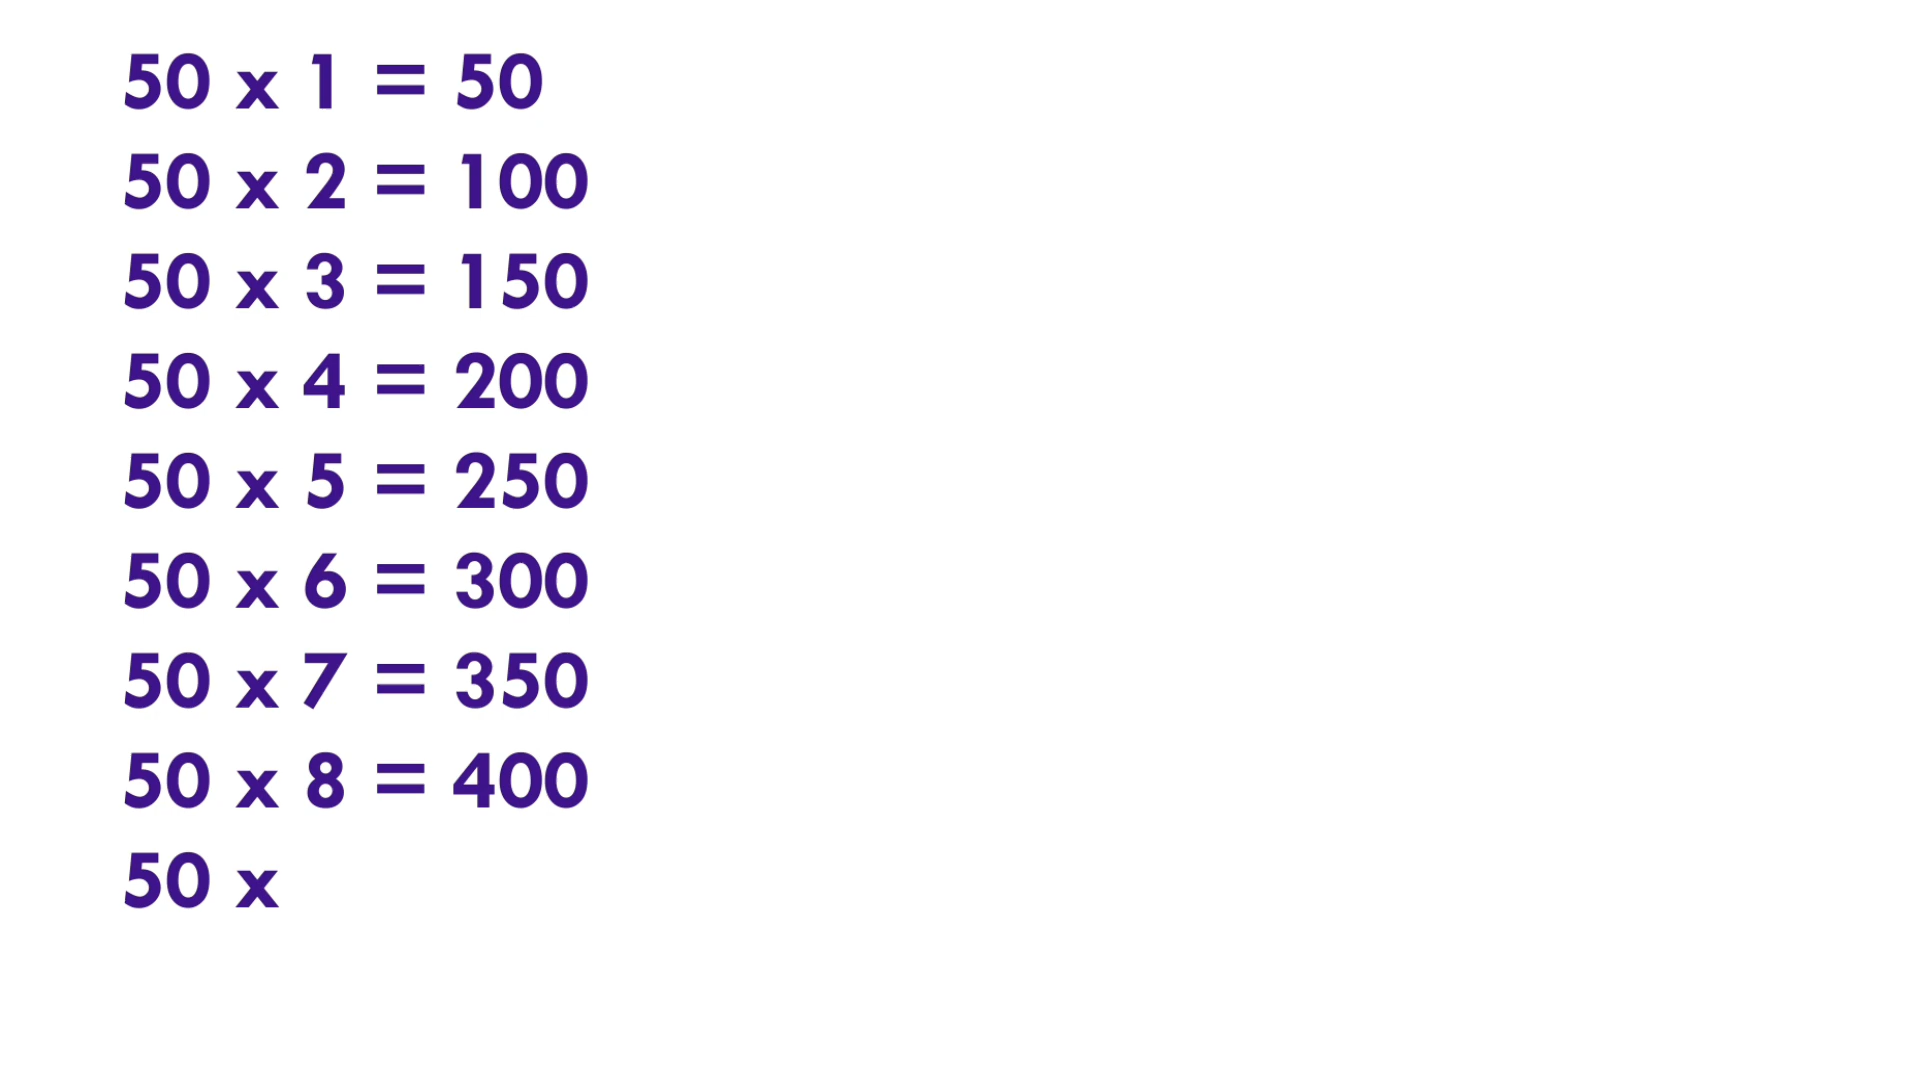 50 x 1 = 50
50 x 2 = 100
50 x 3 = 150
50 x 4 = 200
50 x 5 = 250
50 x 6 = 300
50 x 7 = 350
50 x 8 = 400
50 x